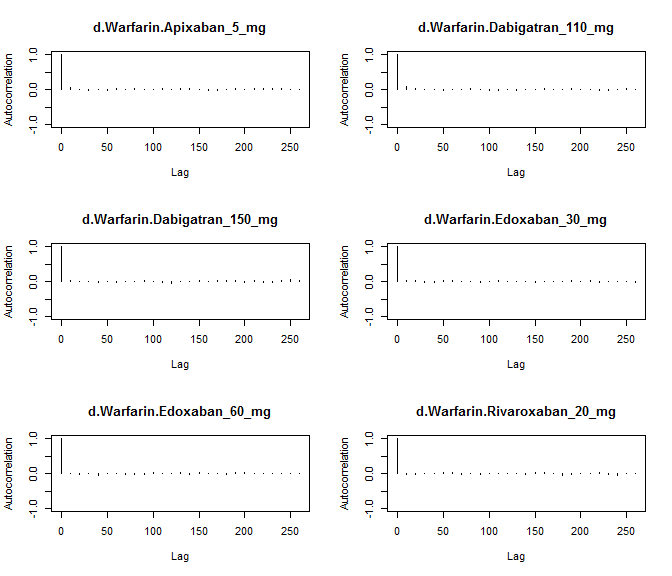 d.Warfarin.Apixaban_5_mg
Autocorrelation
1.0
0.0
-1.0
0 50 100 150 200 250
Lag
d.Warfarin.Dabigatran_110_mg
Autocorrelation
1.0
0.0
-1.0
0 50 100 150 200 250
Lag
d.Warfarin.Dabigatran_150_mg
Autocorrelation
1.0
0.0
-1.0
0 50 100 150 200 250
Lag
d.Warfarin.Edoxaban_30_mg
Autocorrelation
1.0
0.0
-1.0
0 50 100 150 200 250
Lag
d.Warfarin.Edoxaban_60_mg
Autocorrelation
1.0
0.0
-1.0
0 50 100 150 200 250
Lag
d.Warfarin.Rivaroxaban_20_mg
Autocorrelation
1.0
0.0
-1.0
0 50 100 150 200 250
Lag